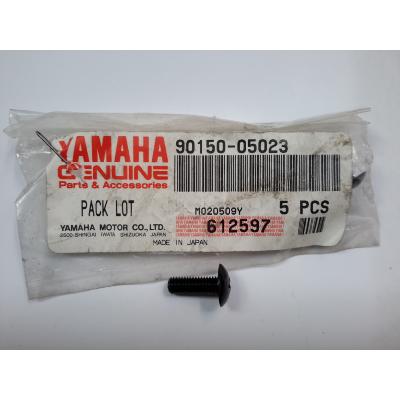 YAMAHA 90150-05023
GENUINE
Parts & Accessories
PACK LOT M020509Y 5 PCS
YAMAHA MOTOR CO., LTD. 612597
2500-SHINGAI IWATA SHIZUOKA JAPAN
MADE IN JAPAN